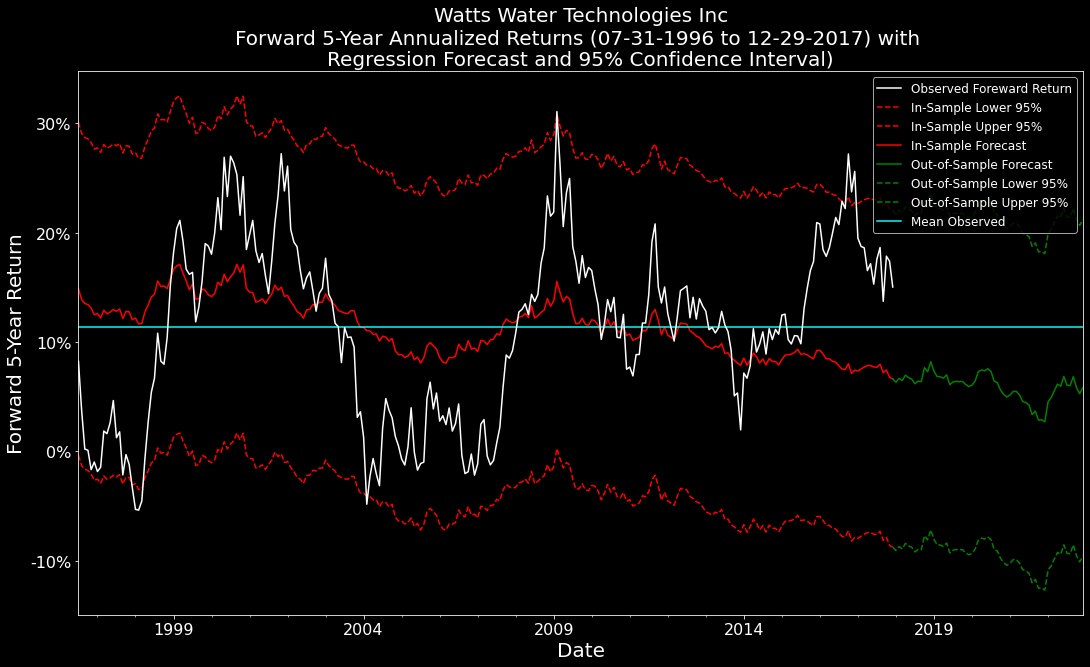 Watts Water Technologies Inc
Forward 5-Year Annualized Returns (07-31-1996 to 12-29-2017) with
Regression Forecast and 95% Confidence Interval)
Observed Foreward Return
In-Sample Lower 95%
In-Sample Upper 95%
In-Sample Forecast
Out-of-Sample Forecast
Out-of-Sample Lower 95%
Out-of-Sample Upper 95%
Mean Observed
Forward 5-Year Return
30%
20%
10%
0%
-10%
1999
2004
2009
2014
2019
Date